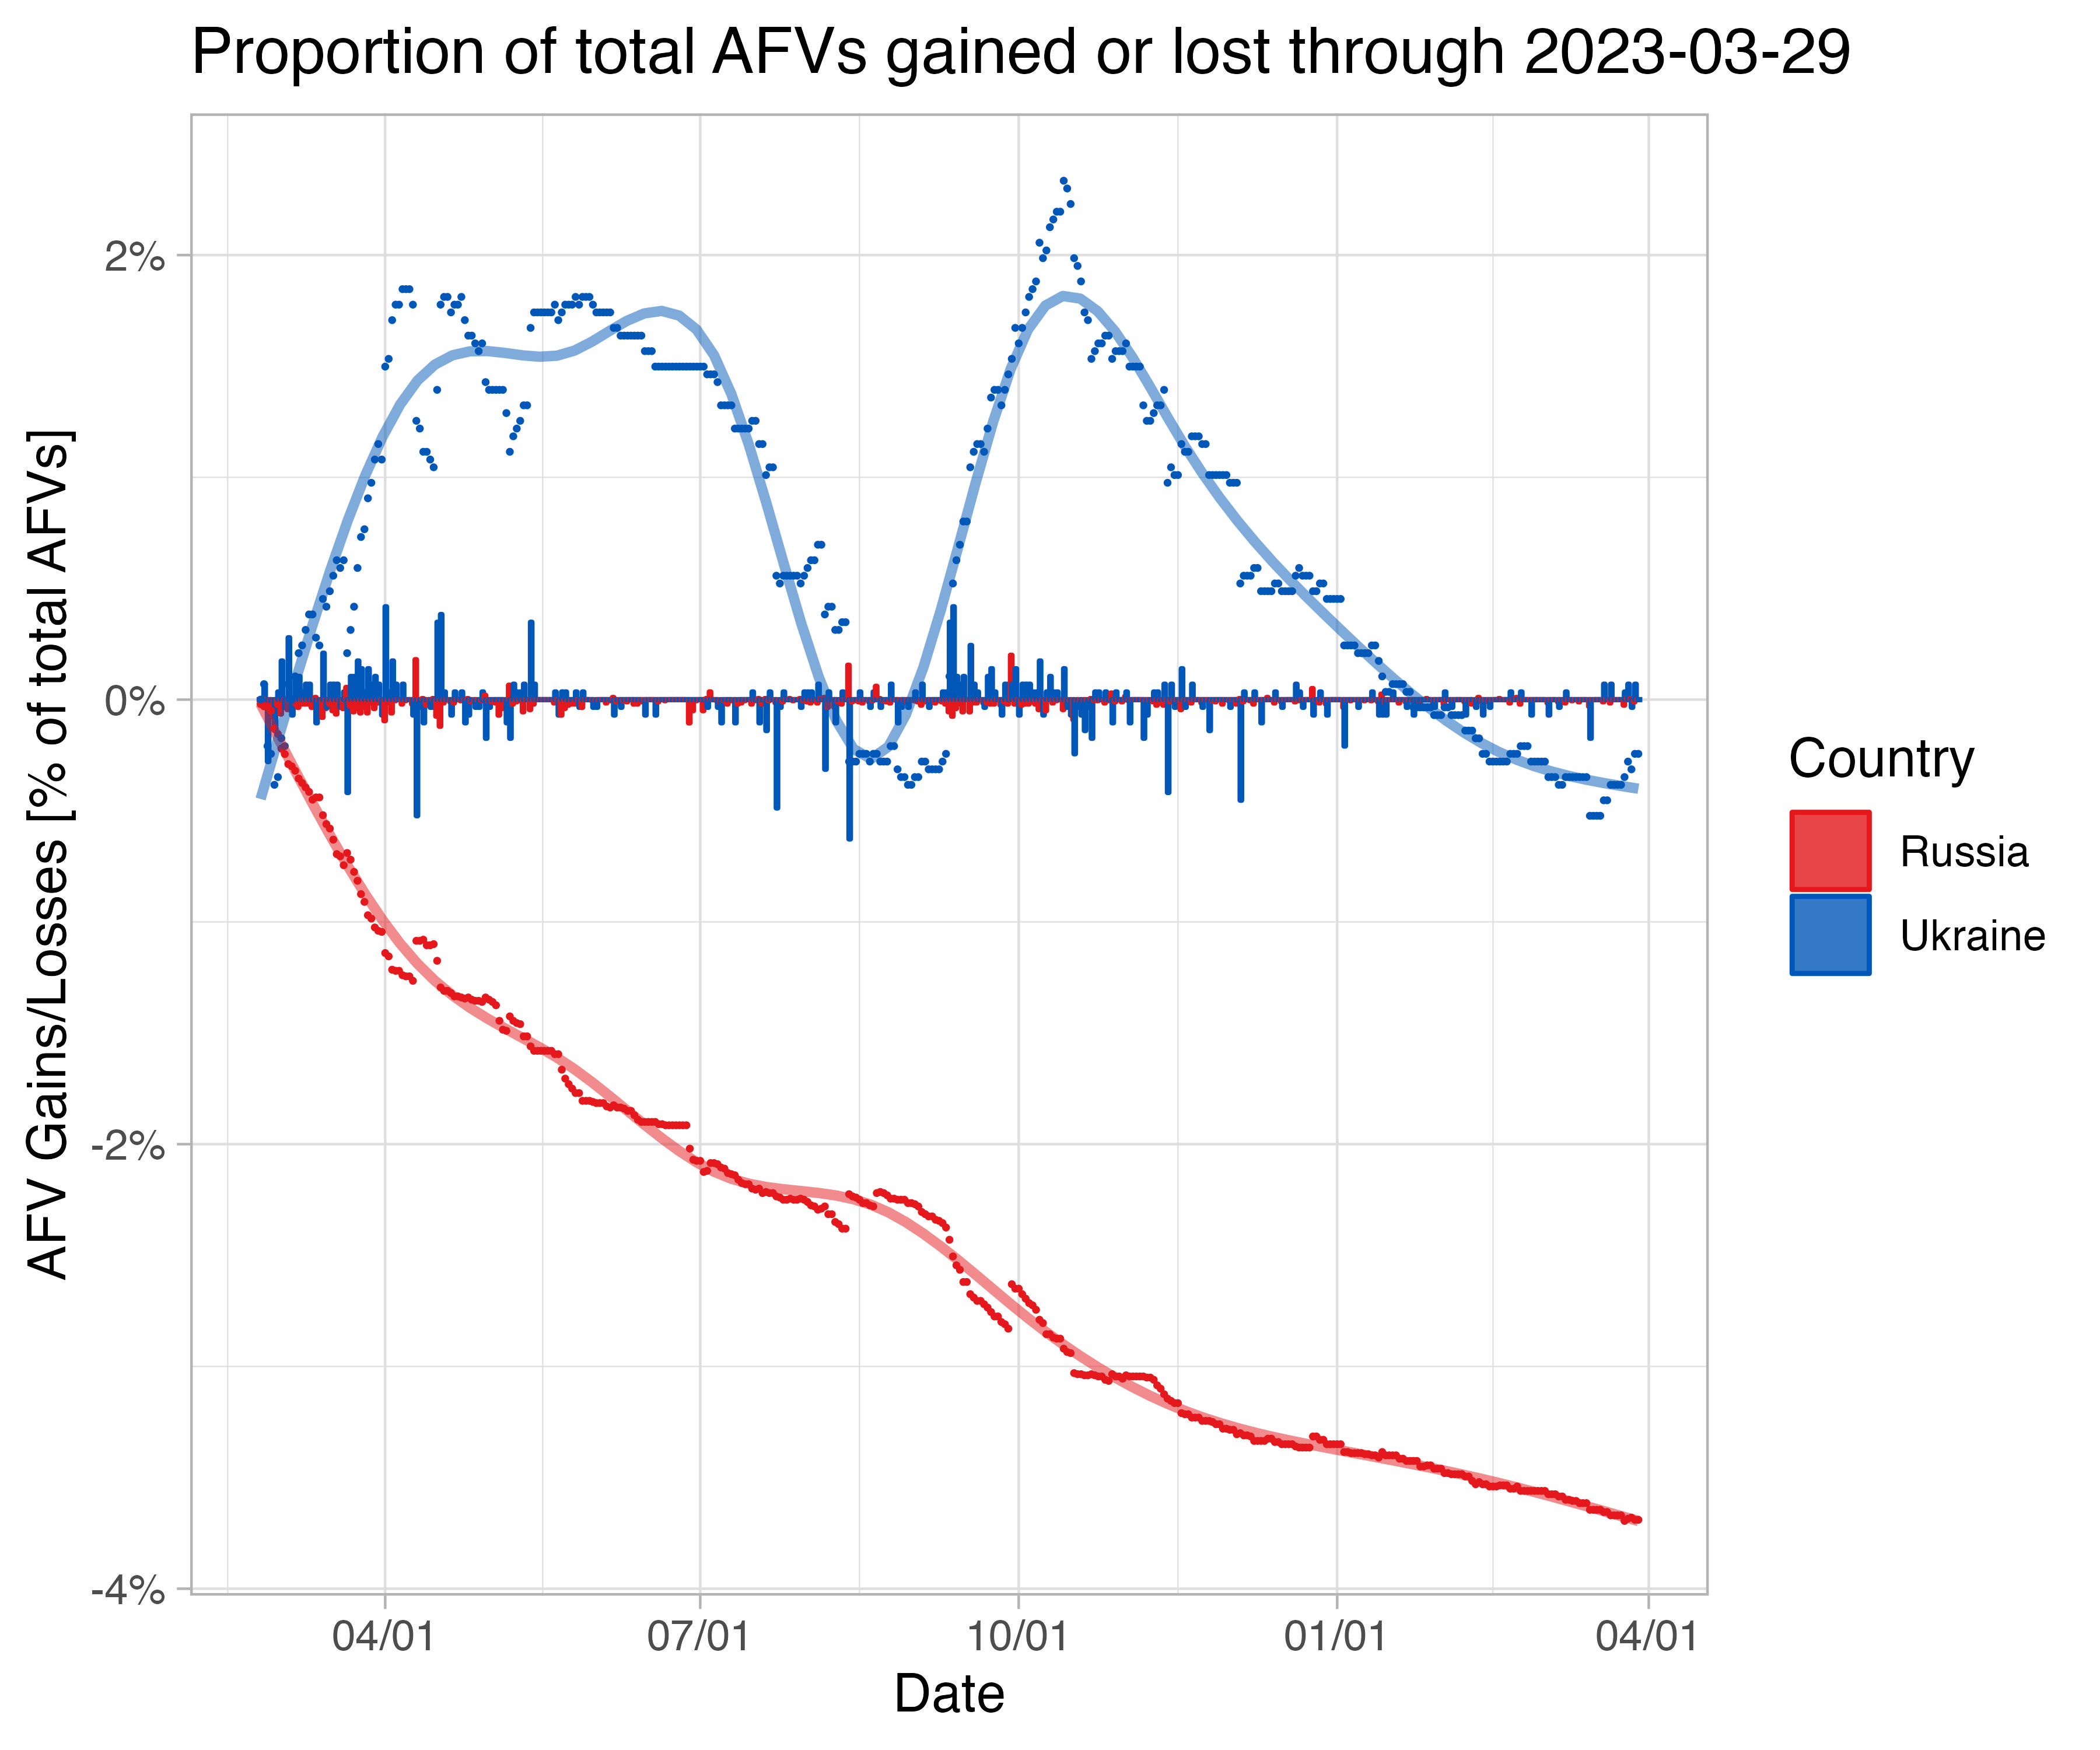 Proportion of total AFVs gained or lost through 2023-03-29
AFV Gains/Losses [% of total AFVs]
2%
0%
-2%
-4%
04/01
07/01
10/01
01/01
04/01
Date
Country
Russia
Ukraine